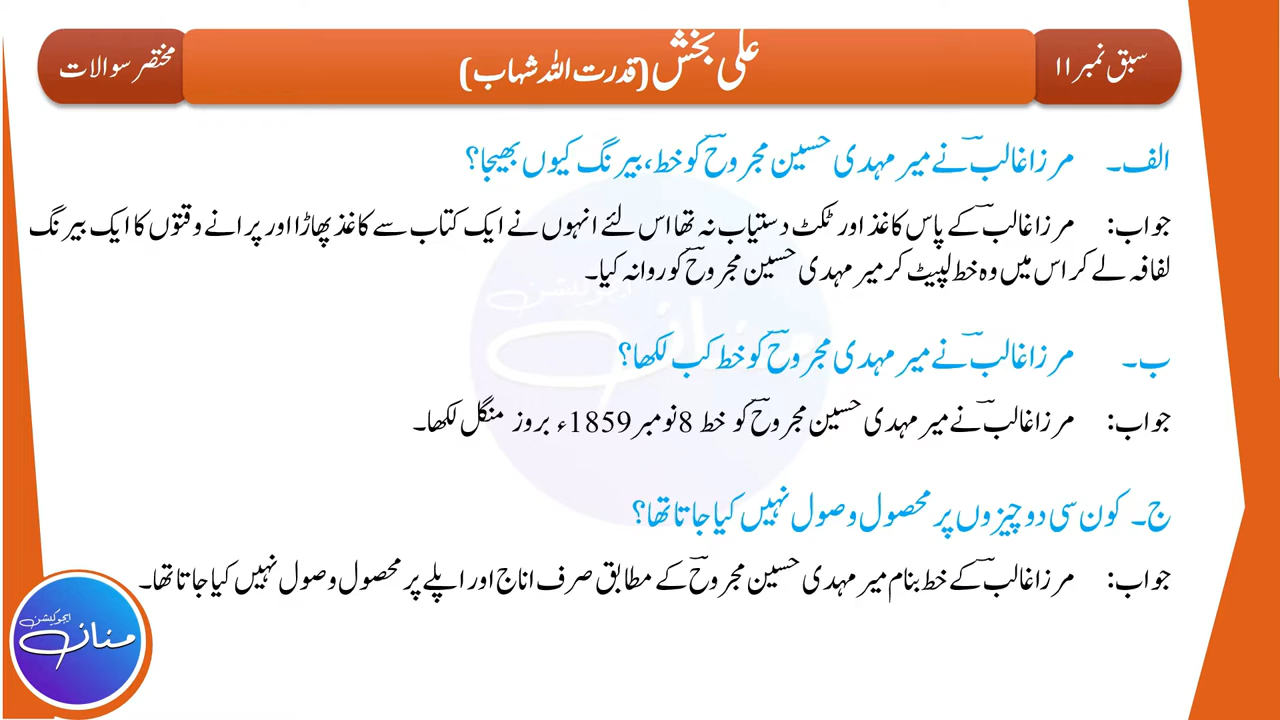 سبق نمبر ۱۱
علی بخش (قدرت اللہ شہاب)
مختصر سوالات
الف۔ مرزا غالبؔ نے میر مہدی حسین مجروحؔ کو خط، بیرنگ کیوں بھیجا؟
جواب: مرزا غالبؔ کے پاس کاغذ اور ٹکٹ دستیاب نہ تھا اس لئے انہوں نے ایک کتاب سے کاغذ پھاڑا اور پرانے وقتوں کا ایک بیرنگ
لفافہ لے کر اس میں وہ خط لپیٹ کر میر مہدی حسین مجروحؔ کو روانہ کیا۔
ب۔ مرزا غالبؔ نے میر مہدی مجروحؔ کو خط کب لکھا؟
جواب: مرزا غالبؔ نے میر مہدی حسین مجروحؔ کو خط 8 نومبر 1859ء بروز منگل لکھا۔
ج۔ کون سی دو چیزوں پر محصول وصول نہیں کیا جاتا تھا؟
جواب: مرزا غالبؔ کے خط بنام میر مہدی حسین مجروحؔ کے مطابق صرف اناج اور اپلے پر محصول وصول نہیں کیا جاتا تھا۔
ایجوکیشن
منان